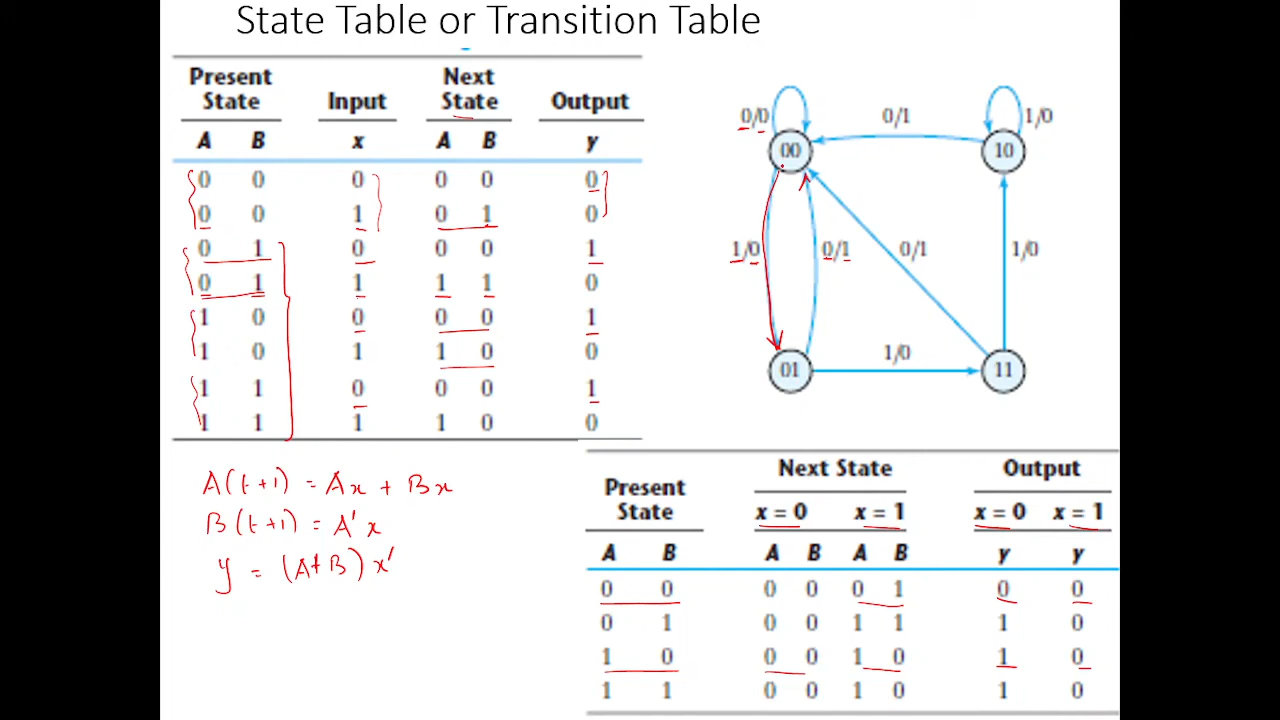 State Table or Transition Table
Present State Input Next State Output
A B x A B y
0 0 0 0 0 0
0 0 1 0 1 0
0 1 0 0 0 1
0 1 1 1 1 0
1 0 0 0 0 1
1 0 1 1 0 0
1 1 0 0 0 1
1 1 1 1 0 0
A(t+1) = Ax + Bx
B(t+1) = A'x
y = (A+B)x'
0/0 0/1 1/0
00 10
1/0 0/1 0/1 1/0
1/0
01 11
Present State Next State Output
x = 0 x = 1 x = 0 x = 1
A B A B A B y y
0 0 0 0 0 1 0 0
0 1 0 0 1 1 1 0
1 0 0 0 1 0 1 0
1 1 0 0 1 0 1 0